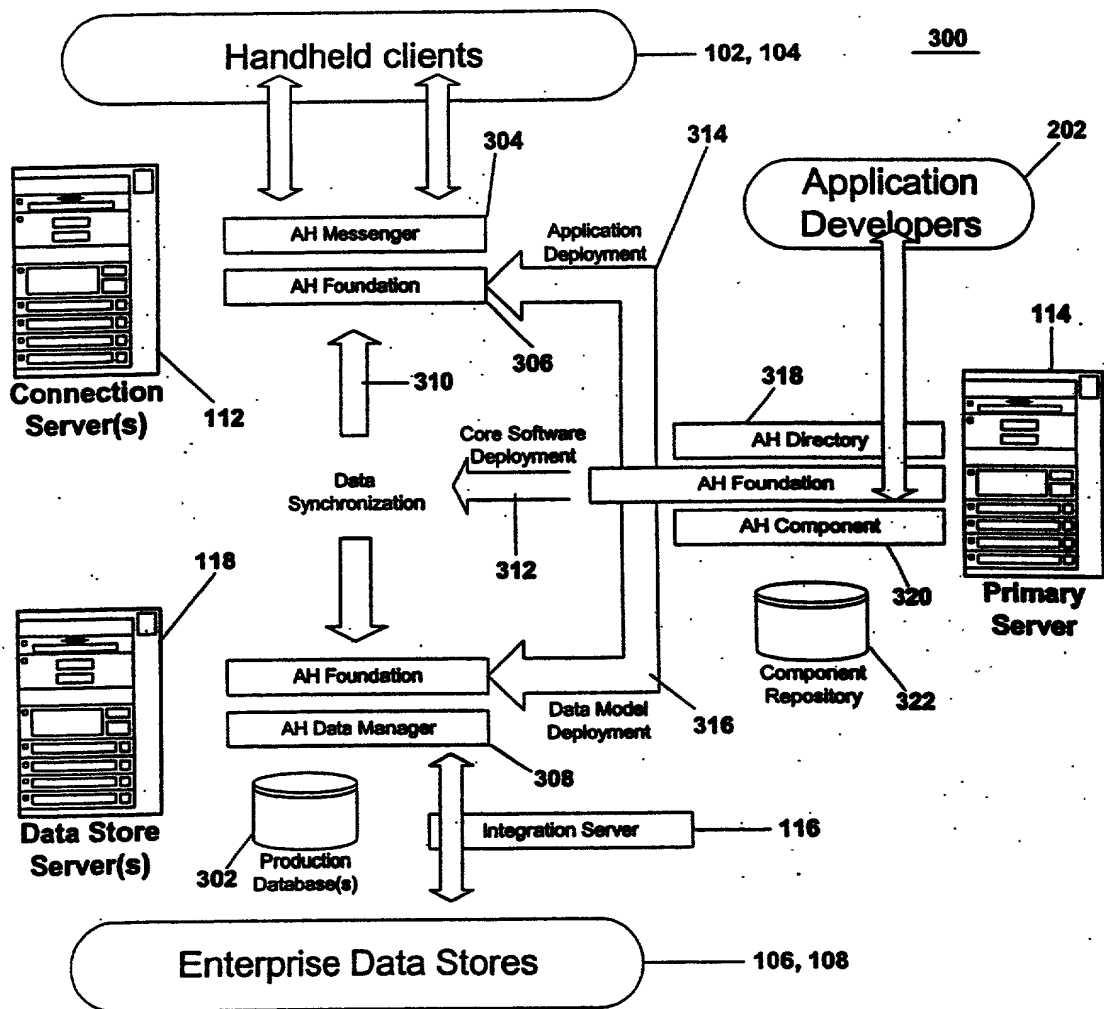 Handheld clients
102, 104
300
304
314
202
Application
Developers
AH Messenger
Application
Deployment
AH Foundation
306
114
Connection
Server(s)
112
310
318
Core Software
Deployment
AH Directory
Data
Synchronization
AH Foundation
312
AH Component
320
Primary
Server
118
Component
Repository
322
AH Foundation
AH Data Manager
Data Model
Deployment
316
308
Data Store
Server(s)
Integration Server
116
302
Production
Database(s)
Enterprise Data Stores
106, 108